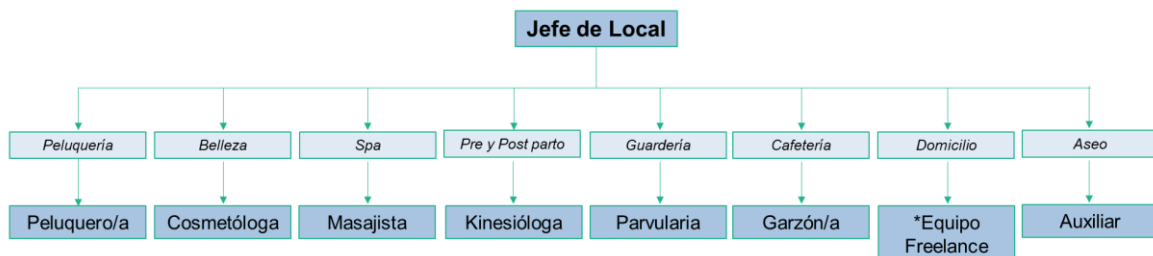 Jefe de Local
Peluquería
Belleza
Spa
Pre y Post parto
Guardería
Cafetería
Domicilio
Aseo
Peluquero/a
Cosmetóloga
Masajista
Kinesióloga
Parvularia
Garzón/a
*Equipo
Freelance
Auxiliar